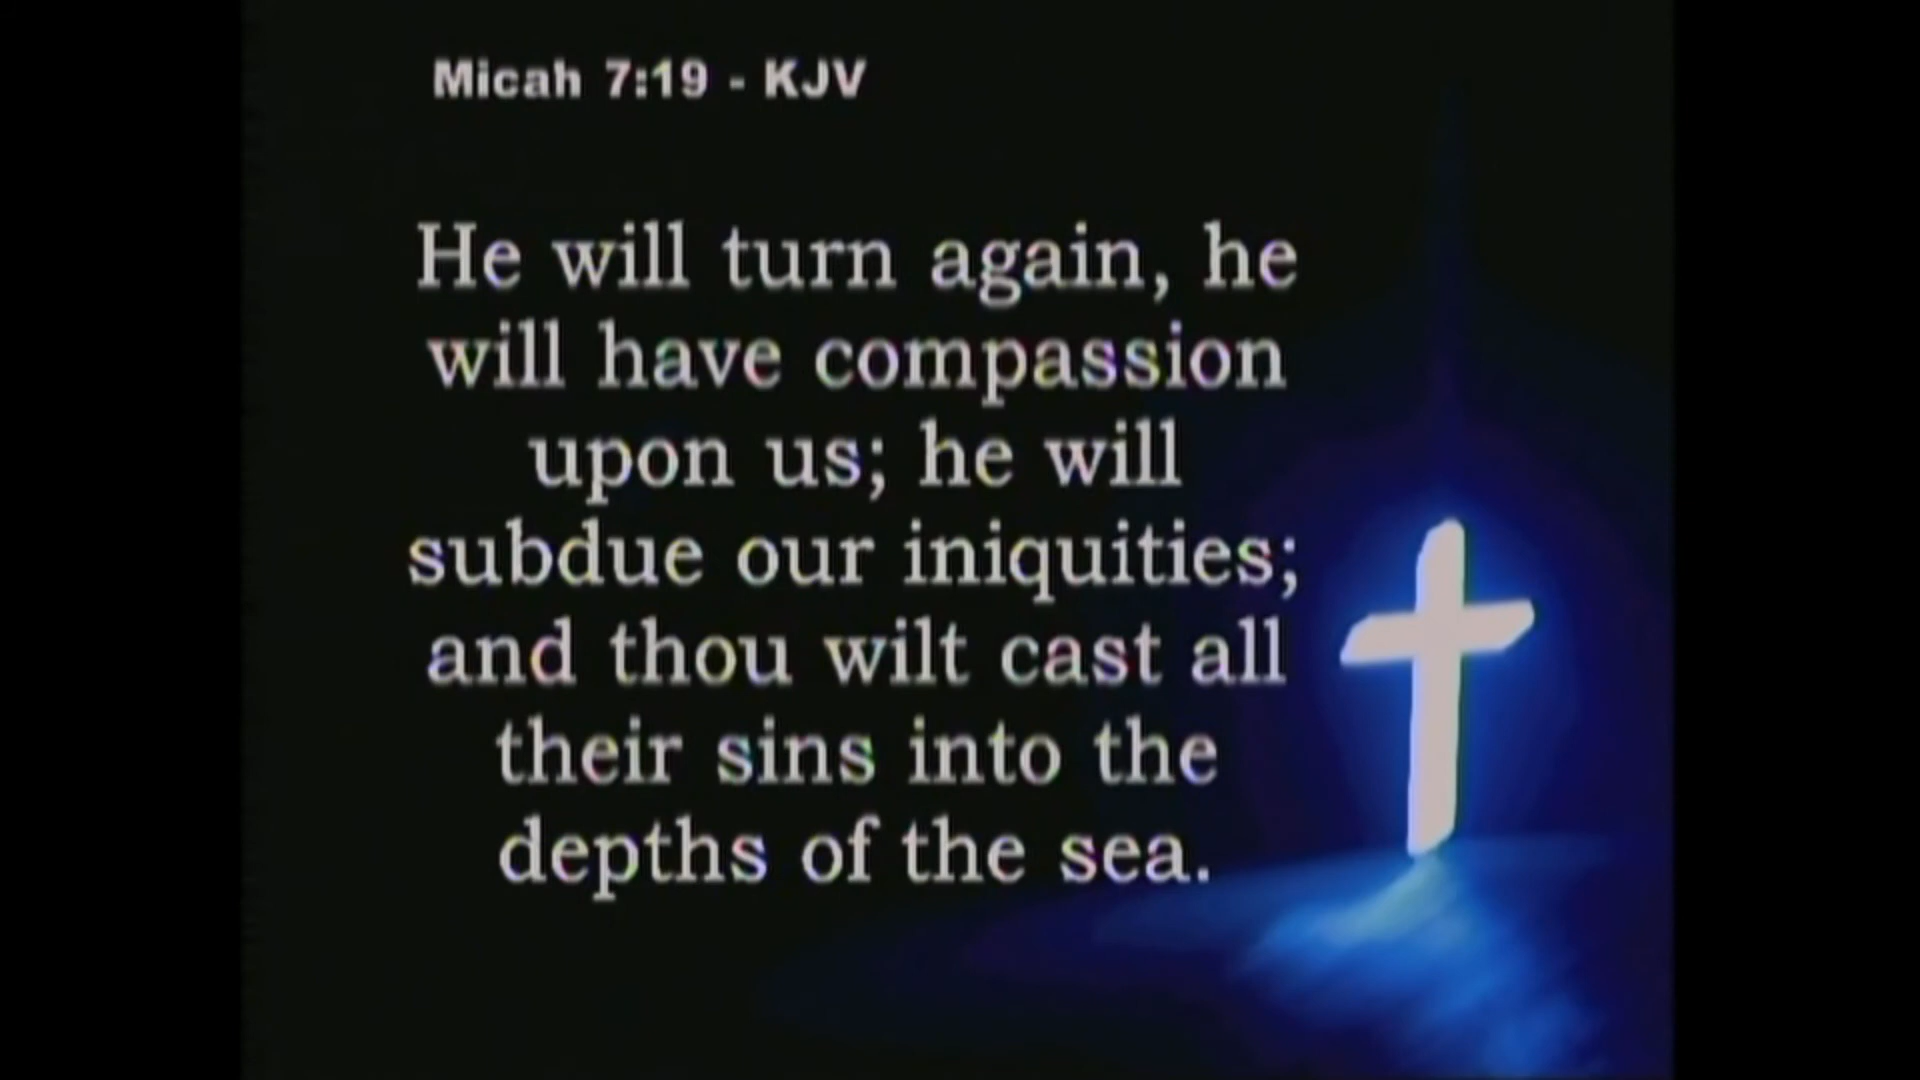 Micah 7:19 - KJV
He will turn again, he
will have compassion
upon us; he will
subdue our iniquities;
and thou wilt cast all
their sins into the
depths of the sea.